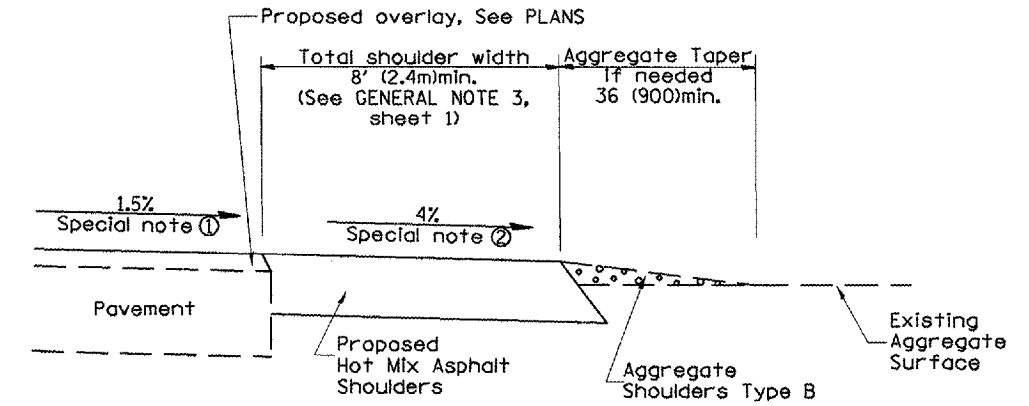 Proposed overlay, See PLANS
Total shoulder width
8' (2.4m)min.
(See GENERAL NOTE 3,
sheet 1)
Aggregate Taper
if needed
36 (900)min.
1.5%
Special note ①
4%
Special note ②
Pavement
Proposed
Hot Mix Asphalt
Shoulders
Aggregate
Shoulders Type B
Existing
Aggregate
Surface